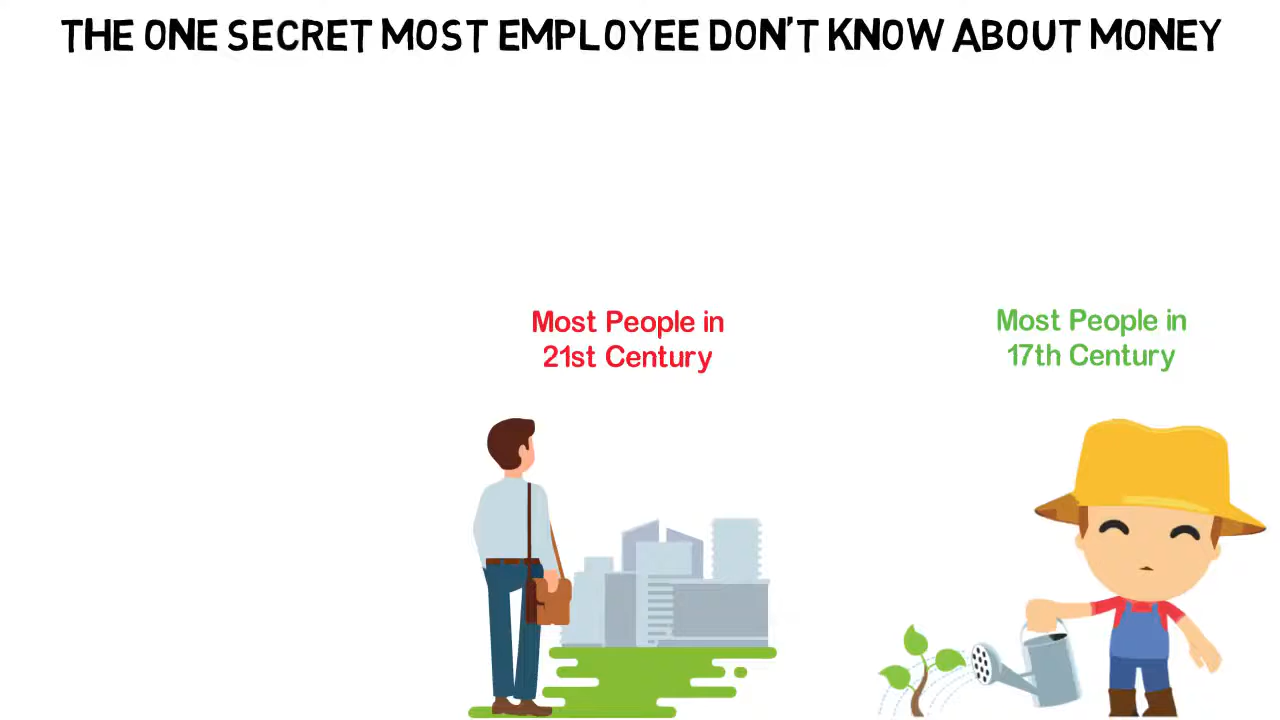 THE ONE SECRET MOST EMPLOYEE DON'T KNOW ABOUT MONEY
Most People in
21st Century
Most People in
17th Century